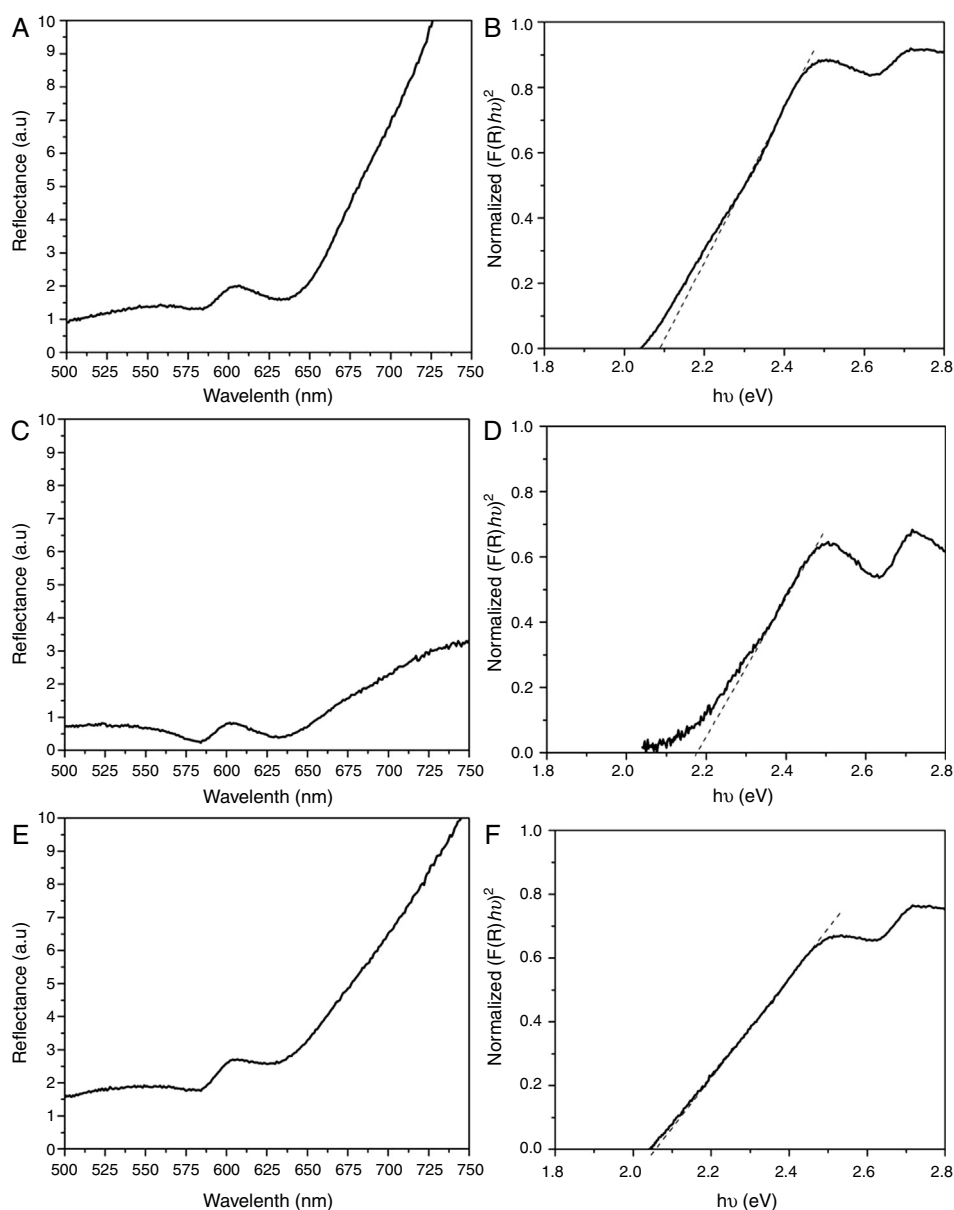 A
10
9
8
7
6
5
4
3
2
1
0
Reflectance (a.u)
500 525 550 575 600 625 650 675 700 725 750
Wavelenth (nm)
B
1.0
0.8
0.6
0.4
0.2
0.0
Normalized (F(R)hυ)²
1.8 2.0 2.2 2.4 2.6 2.8
hυ (eV)
C
10
9
8
7
6
5
4
3
2
1
0
Reflectance (a.u)
500 525 550 575 600 625 650 675 700 725 750
Wavelenth (nm)
D
1.0
0.8
0.6
0.4
0.2
0.0
Normalized (F(R)hυ)²
1.8 2.0 2.2 2.4 2.6 2.8
hυ (eV)
E
10
9
8
7
6
5
4
3
2
1
0
Reflectance (a.u)
500 525 550 575 600 625 650 675 700 725 750
Wavelenth (nm)
F
1.0
0.8
0.6
0.4
0.2
0.0
Normalized (F(R)hυ)²
1.8 2.0 2.2 2.4 2.6 2.8
hυ (eV)